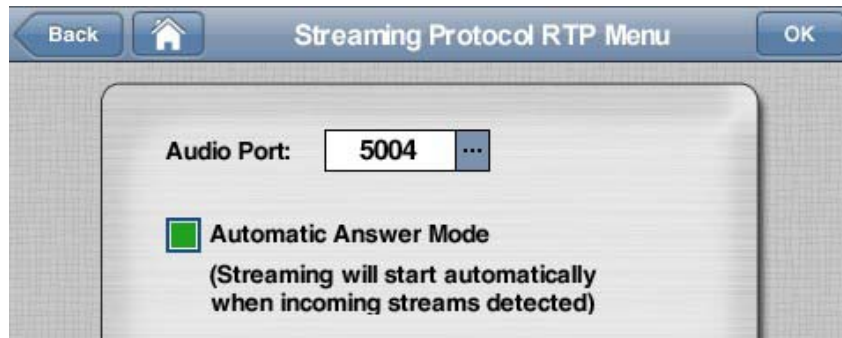 Back
Streaming Protocol RTP Menu
OK
Audio Port:
5004
...
Automatic Answer Mode
(Streaming will start automatically
when incoming streams detected)